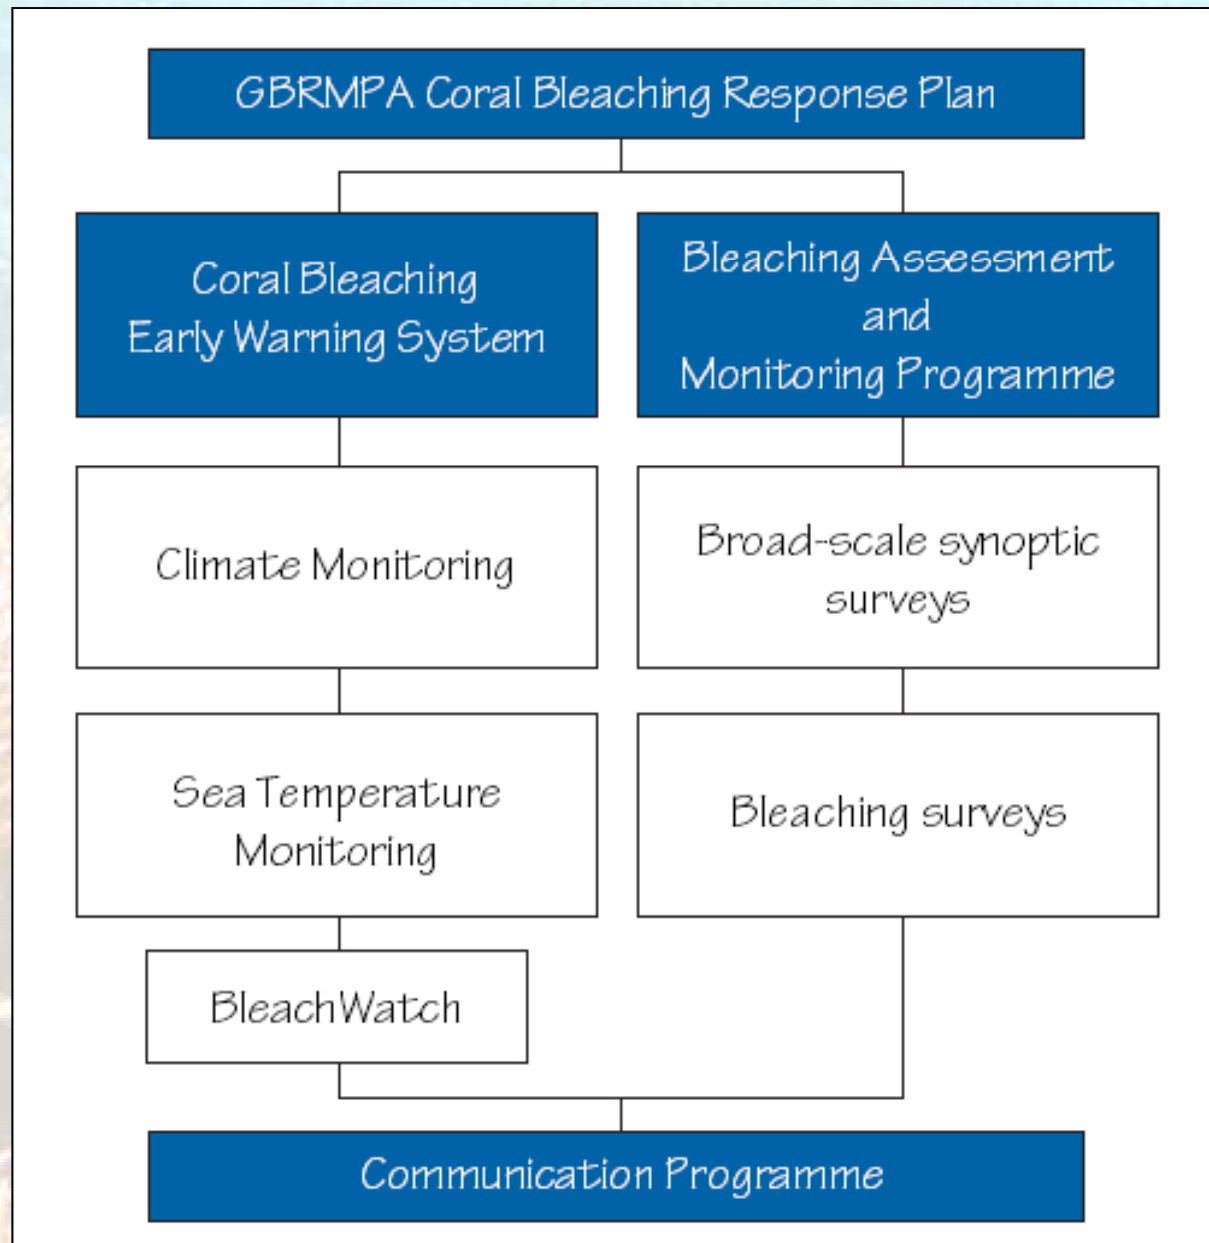 GBRMPA Coral Bleaching Response Plan
Coral Bleaching
Early Warning System
Bleaching Assessment
and
Monitoring Programme
Climate Monitoring
Broad-scale synoptic
surveys
Sea Temperature
Monitoring
Bleaching surveys
BleachWatch
Communication Programme